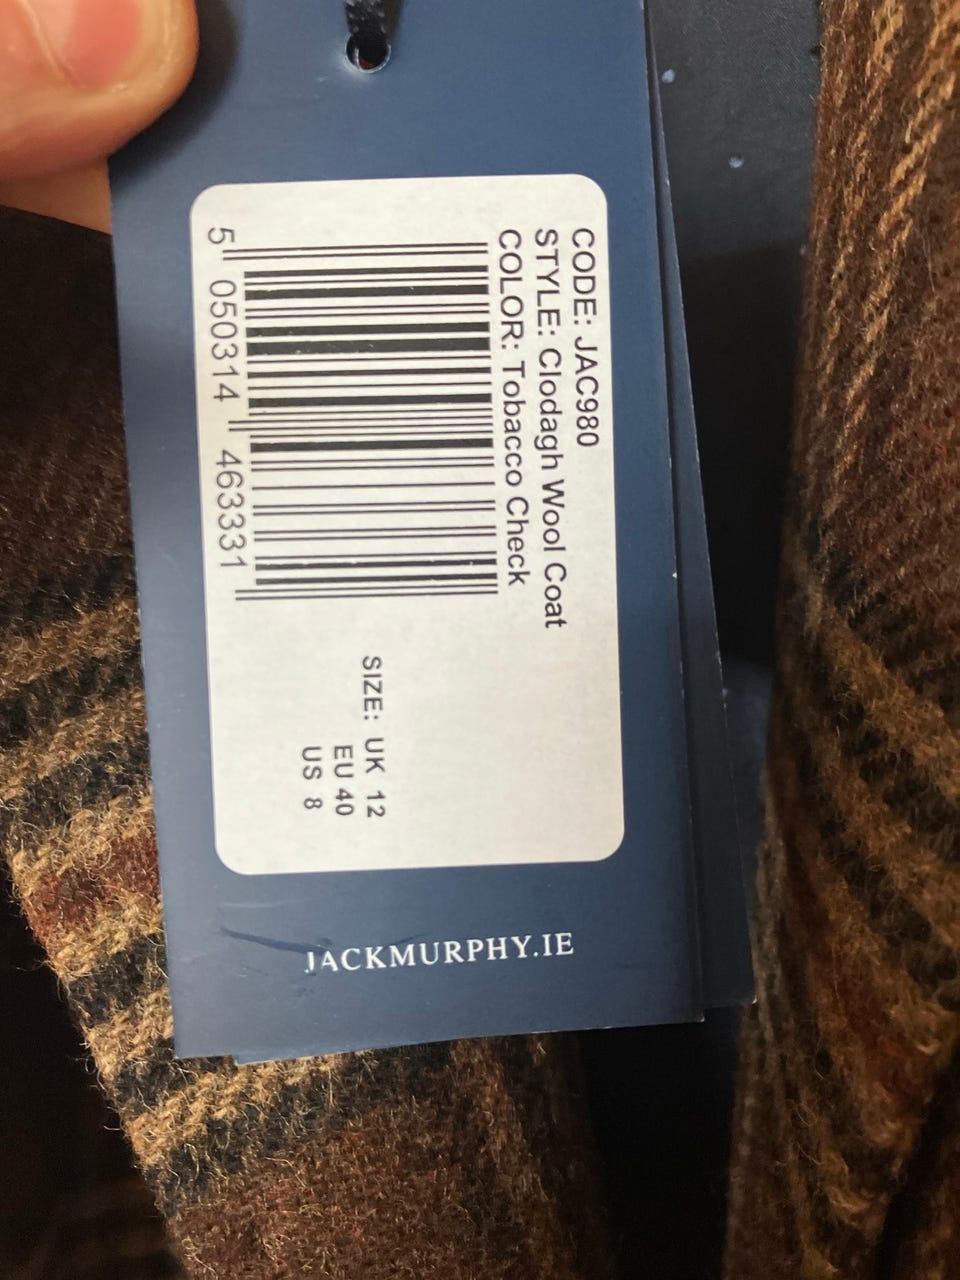 CODE: JAC980
STYLE: Clodagh Wool Coat
COLOR: Tobacco Check
5 050314 463331
SIZE: UK 12
EU 40
US 8
JACKMURPHY.IE